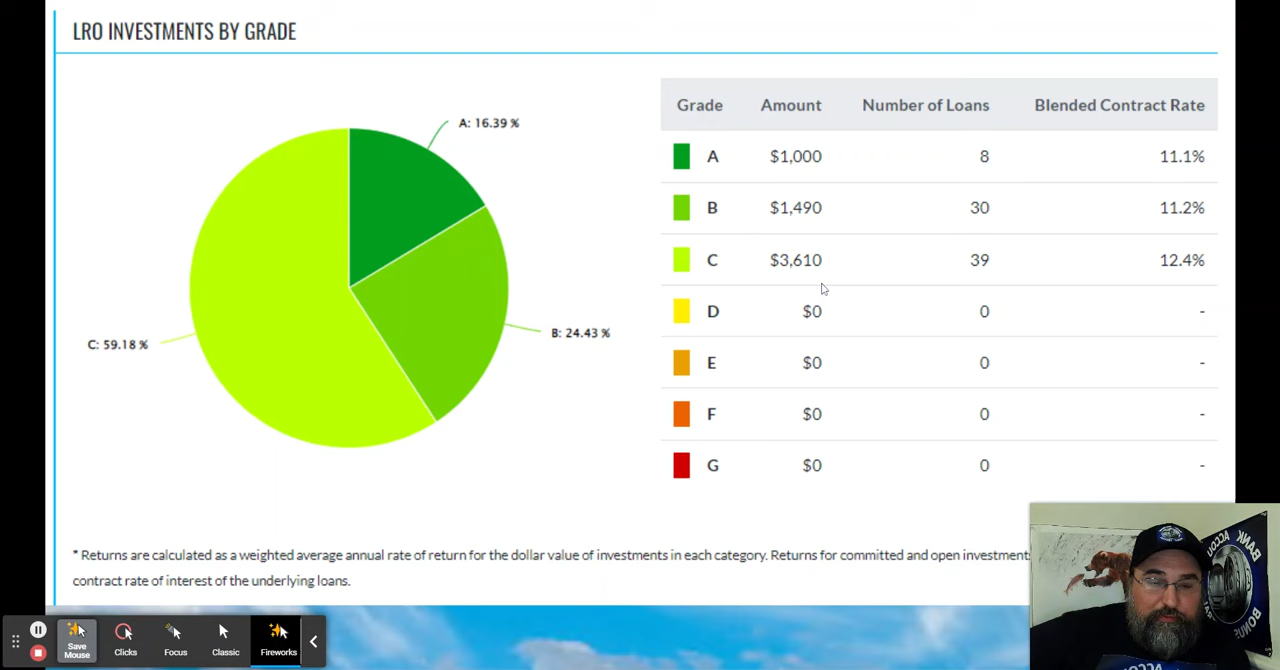 LRO INVESTMENTS BY GRADE
A: 16.39 %
B: 24.43 %
C: 59.18 %
Grade Amount Number of Loans Blended Contract Rate
A $1,000 8 11.1%
B $1,490 30 11.2%
C $3,610 39 12.4%
D $0 0 -
E $0 0 -
F $0 0 -
G $0 0 -
* Returns are calculated as a weighted average annual rate of return for the dollar value of investments in each category. Returns for committed and open investments
contract rate of interest of the underlying loans.
Save Mouse
Clicks
Focus
Classic
Fireworks
BANK ACCOU
BONUS